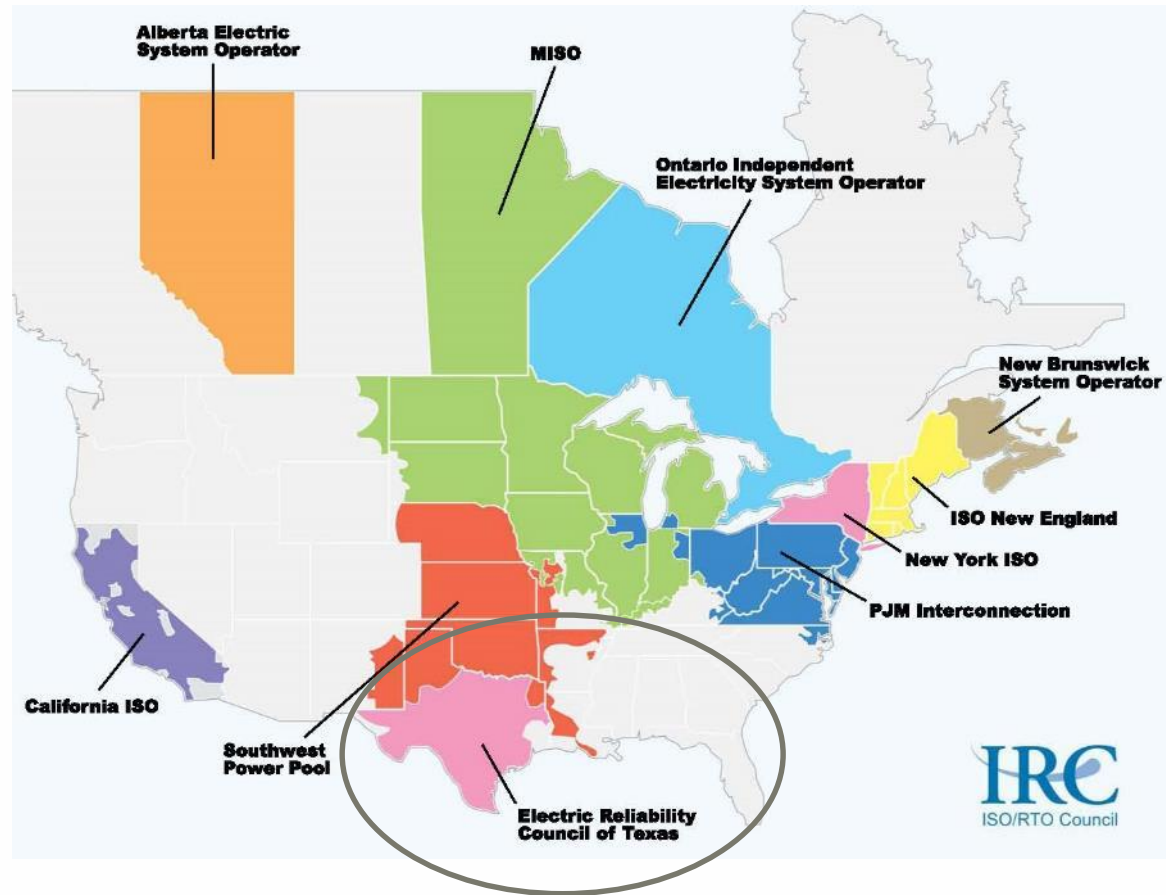 Alberta Electric
System Operator
MISO
Ontario Independent
Electricity System Operator
New Brunswick
System Operator
ISO New England
New York ISO
PJM Interconnection
California ISO
Southwest
Power Pool
Electric Reliability
Council of Texas
IRC
ISO/RTO Council